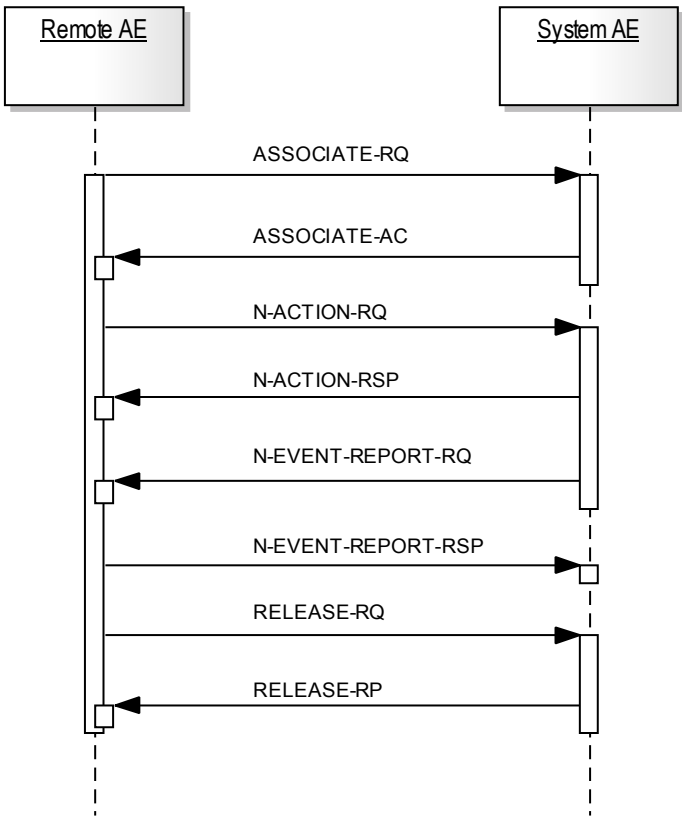 Remote AE
System AE
ASSOCIATE-RQ
ASSOCIATE-AC
N-ACTION-RQ
N-ACTION-RSP
N-EVENT-REPORT-RQ
N-EVENT-REPORT-RSP
RELEASE-RQ
RELEASE-RP